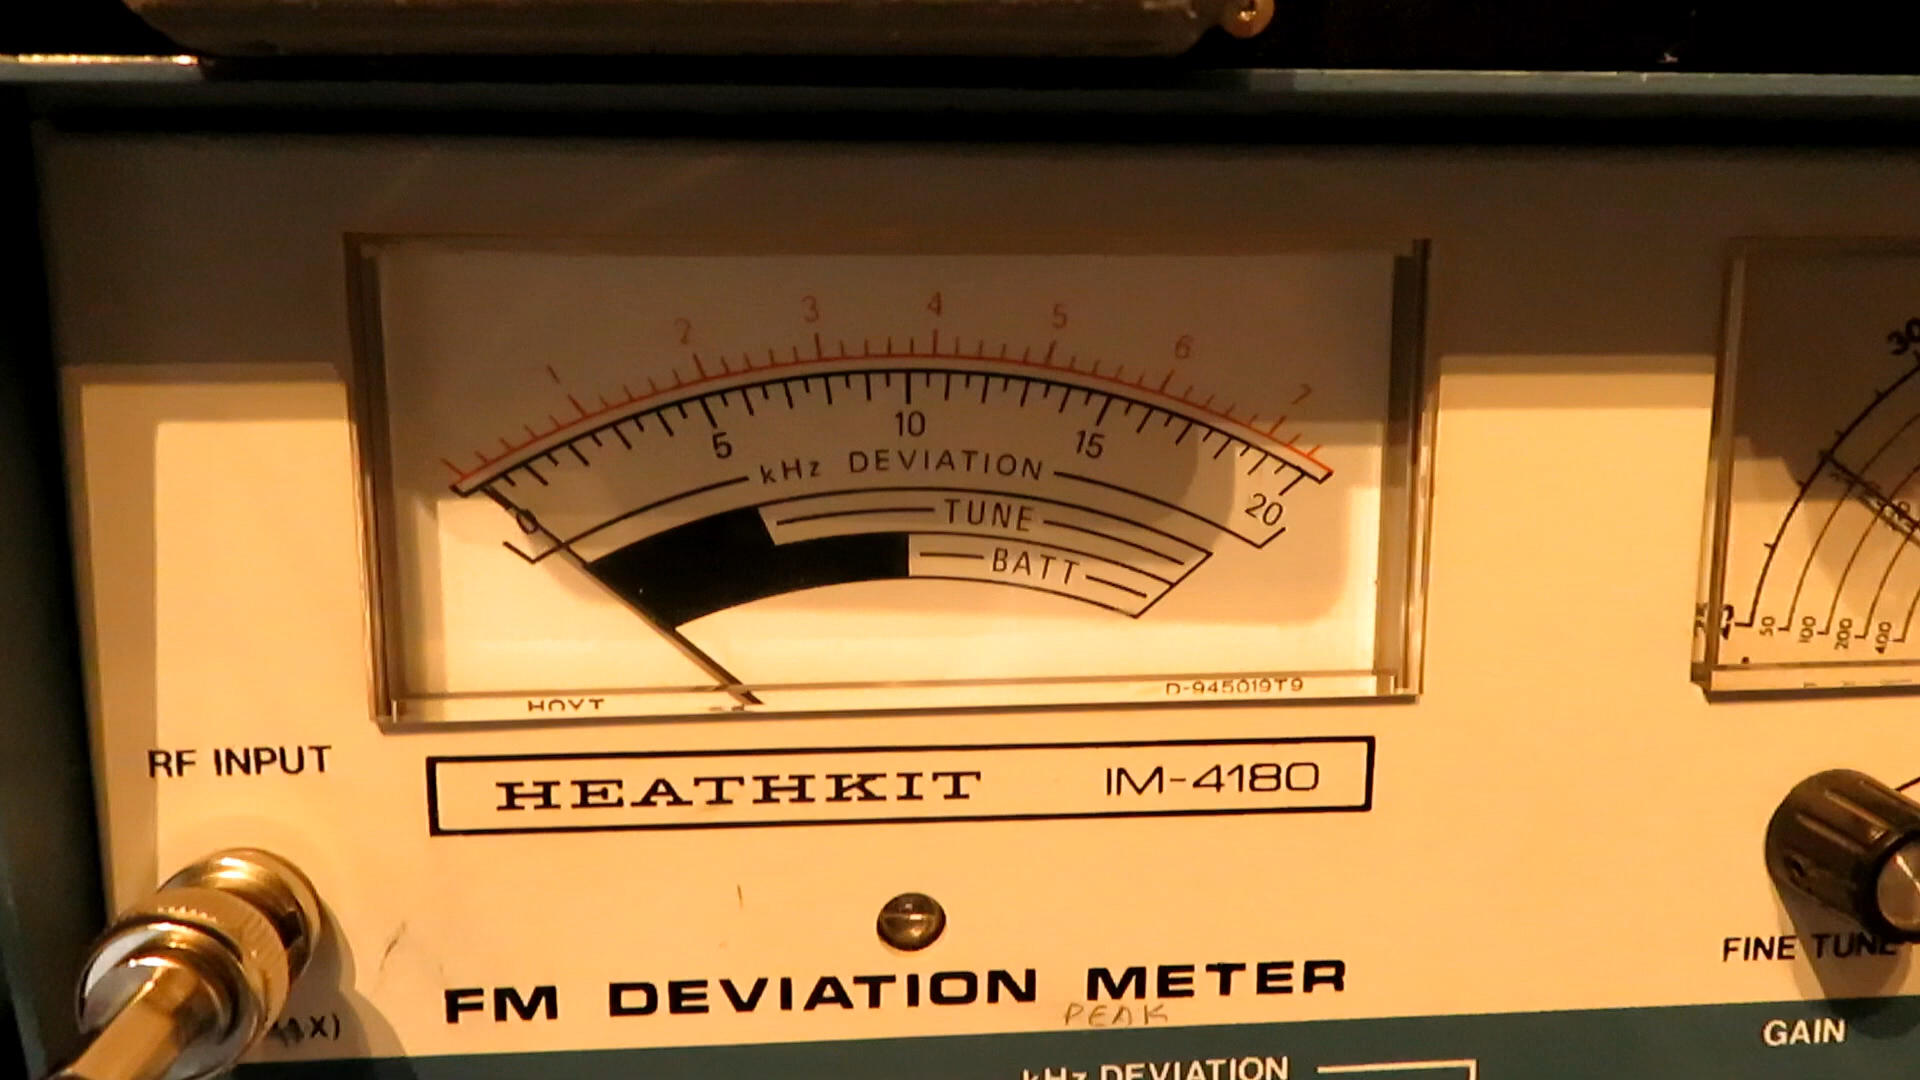 1 2 3 4 5 6 7
0 5 10 15 20
kHz DEVIATION
TUNE
BATT
HOYT
D-945019T9
30
50 100 200 400
RF INPUT
HEATHKIT IM-4180
FM DEVIATION METER
PEAK
FINE TUNE
GAIN
kHz DEVIATION